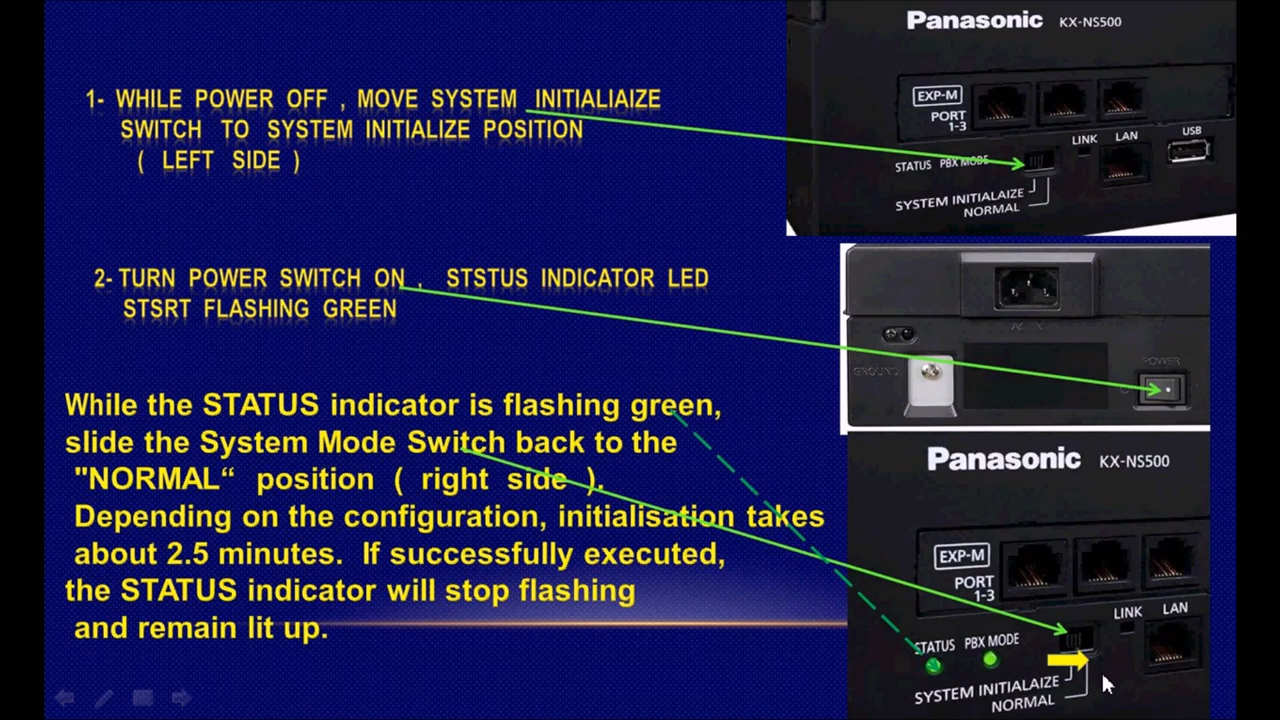 Panasonic KX-NS500
1- WHILE POWER OFF , MOVE SYSTEM INITIALIAIZE
SWITCH TO SYSTEM INITIALIZE POSITION
( LEFT SIDE )
EXP-M
PORT
1-3
LINK LAN USB
STATUS PBX MODE
SYSTEM INITIALAIZE
NORMAL
2- TURN POWER SWITCH ON , STSTUS INDICATOR LED
STSRT FLASHING GREEN
POWER
GROUND
While the STATUS indicator is flashing green,
slide the System Mode Switch back to the
"NORMAL“ position ( right side ).
Depending on the configuration, initialisation takes
about 2.5 minutes. If successfully executed,
the STATUS indicator will stop flashing
and remain lit up.
Panasonic KX-NS500
EXP-M
PORT
1-3
LINK LAN
STATUS PBX MODE
SYSTEM INITIALAIZE
NORMAL